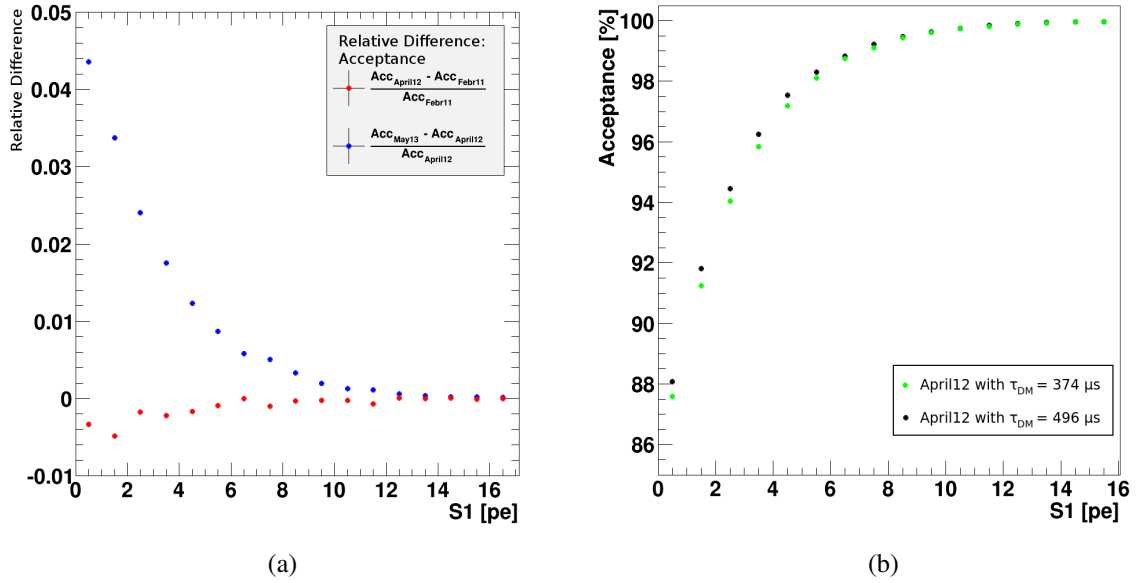 Relative Difference
0.05
0.04
0.03
0.02
0.01
0
-0.01
0 2 4 6 8 10 12 14 16
S1 [pe]
Relative Difference:
Acceptance
Acc_April12 - Acc_Febr11
Acc_Febr11
Acc_May13 - Acc_April12
Acc_April12
(a)
Acceptance [%]
100
98
96
94
92
90
88
86
0 2 4 6 8 10 12 14 16
S1 [pe]
April12 with τ_DM = 374 μs
April12 with τ_DM = 496 μs
(b)